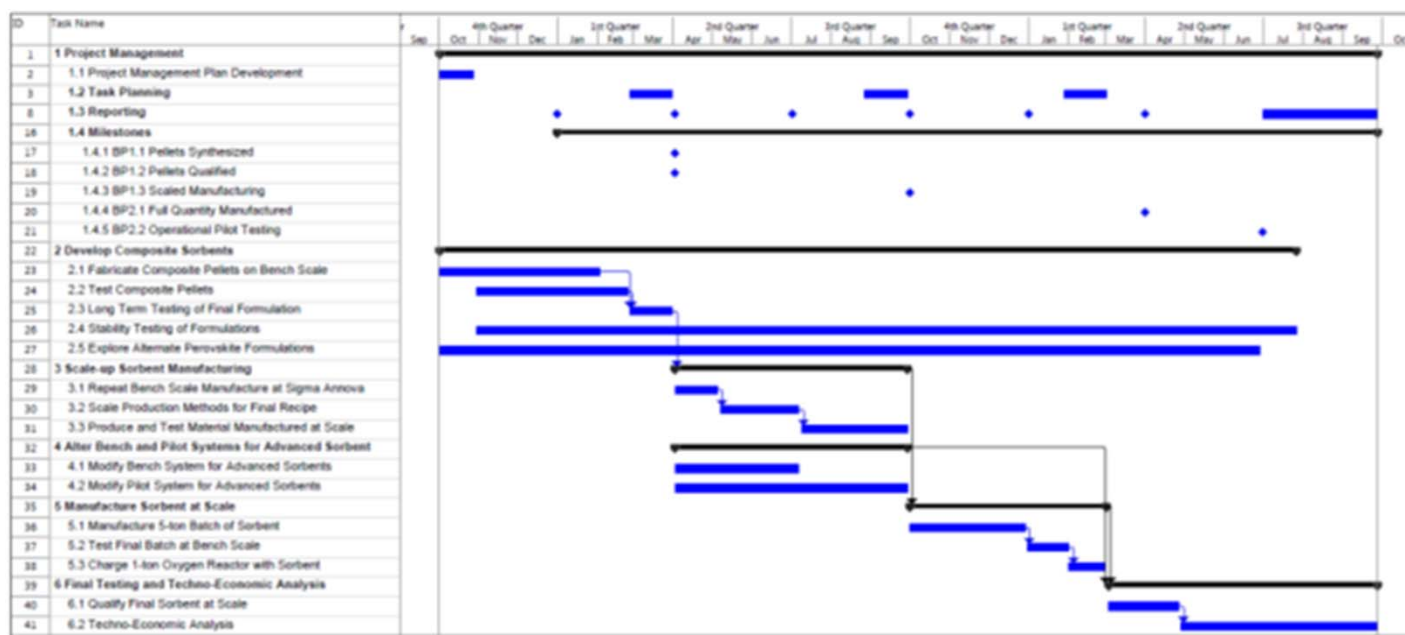 ID Task Name 4th Quarter 1st Quarter 2nd Quarter 3rd Quarter 4th Quarter 1st Quarter 2nd Quarter 3rd Quarter
Sep Oct Nov Dec Jan Feb Mar Apr May Jun Jul Aug Sep Oct Nov Dec Jan Feb Mar Apr May Jun Jul Aug Sep
1 1 Project Management
2 1.1 Project Management Plan Development
3 1.2 Task Planning
8 1.3 Reporting
16 1.4 Milestones
17 1.4.1 BP1.1 Pellets Synthesized
18 1.4.2 BP1.2 Pellets Qualified
19 1.4.3 BP1.3 Scaled Manufacturing
20 1.4.4 BP2.1 Full Quantity Manufactured
21 1.4.5 BP2.2 Operational Pilot Testing
22 2 Develop Composite Sorbents
23 2.1 Fabricate Composite Pellets on Bench Scale
24 2.2 Test Composite Pellets
25 2.3 Long Term Testing of Final Formulation
26 2.4 Stability Testing of Formulations
27 2.5 Explore Alternate Perovskite Formulations
28 3 Scale-up Sorbent Manufacturing
29 3.1 Repeat Bench Scale Manufacture at Sigma Annova
30 3.2 Scale Production Methods for Final Recipe
31 3.3 Produce and Test Material Manufactured at Scale
32 4 Alter Bench and Pilot Systems for Advanced Sorbent
33 4.1 Modify Bench System for Advanced Sorbents
34 4.2 Modify Pilot System for Advanced Sorbents
35 5 Manufacture Sorbent at Scale
36 5.1 Manufacture 5-ton Batch of Sorbent
37 5.2 Test Final Batch at Bench Scale
38 5.3 Charge 1-ton Oxygen Reactor with Sorbent
39 6 Final Testing and Techno-Economic Analysis
40 6.1 Qualify Final Sorbent at Scale
41 6.2 Techno-Economic Analysis